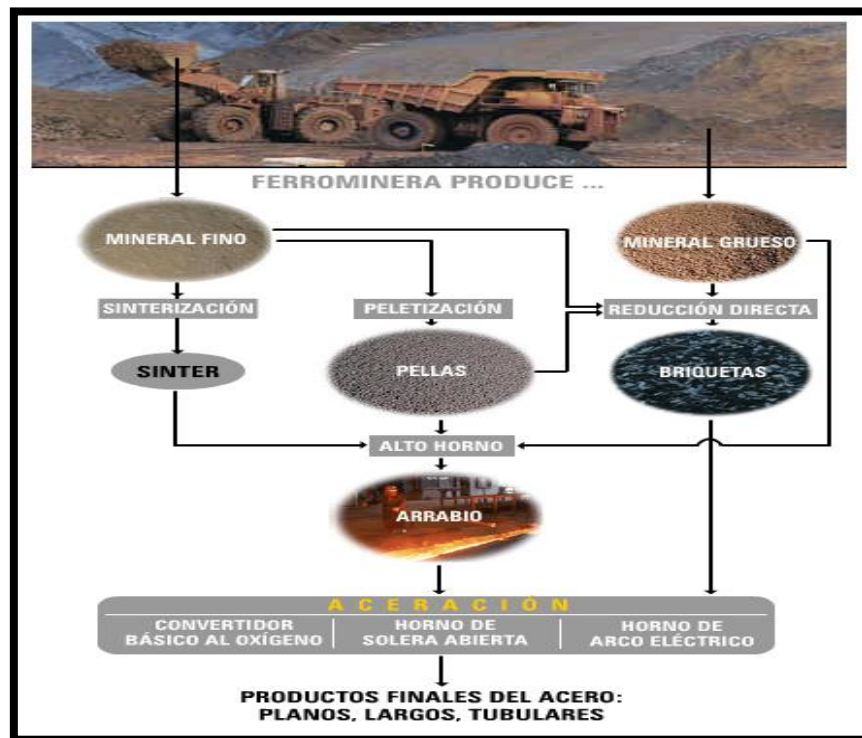 FERROMINERA PRODUCE ...
MINERAL FINO
MINERAL GRUESO
SINTERIZACIÓN
PELETIZACIÓN
REDUCCIÓN DIRECTA
SINTER
PELLAS
BRIQUETAS
ALTO HORNO
ARRABIO
ACERACIÓN
CONVERTIDOR
BÁSICO AL OXÍGENO
HORNO DE
SOLERA ABIERTA
HORNO DE
ARCO ELÉCTRICO
PRODUCTOS FINALES DEL ACERO:
PLANOS, LARGOS, TUBULARES